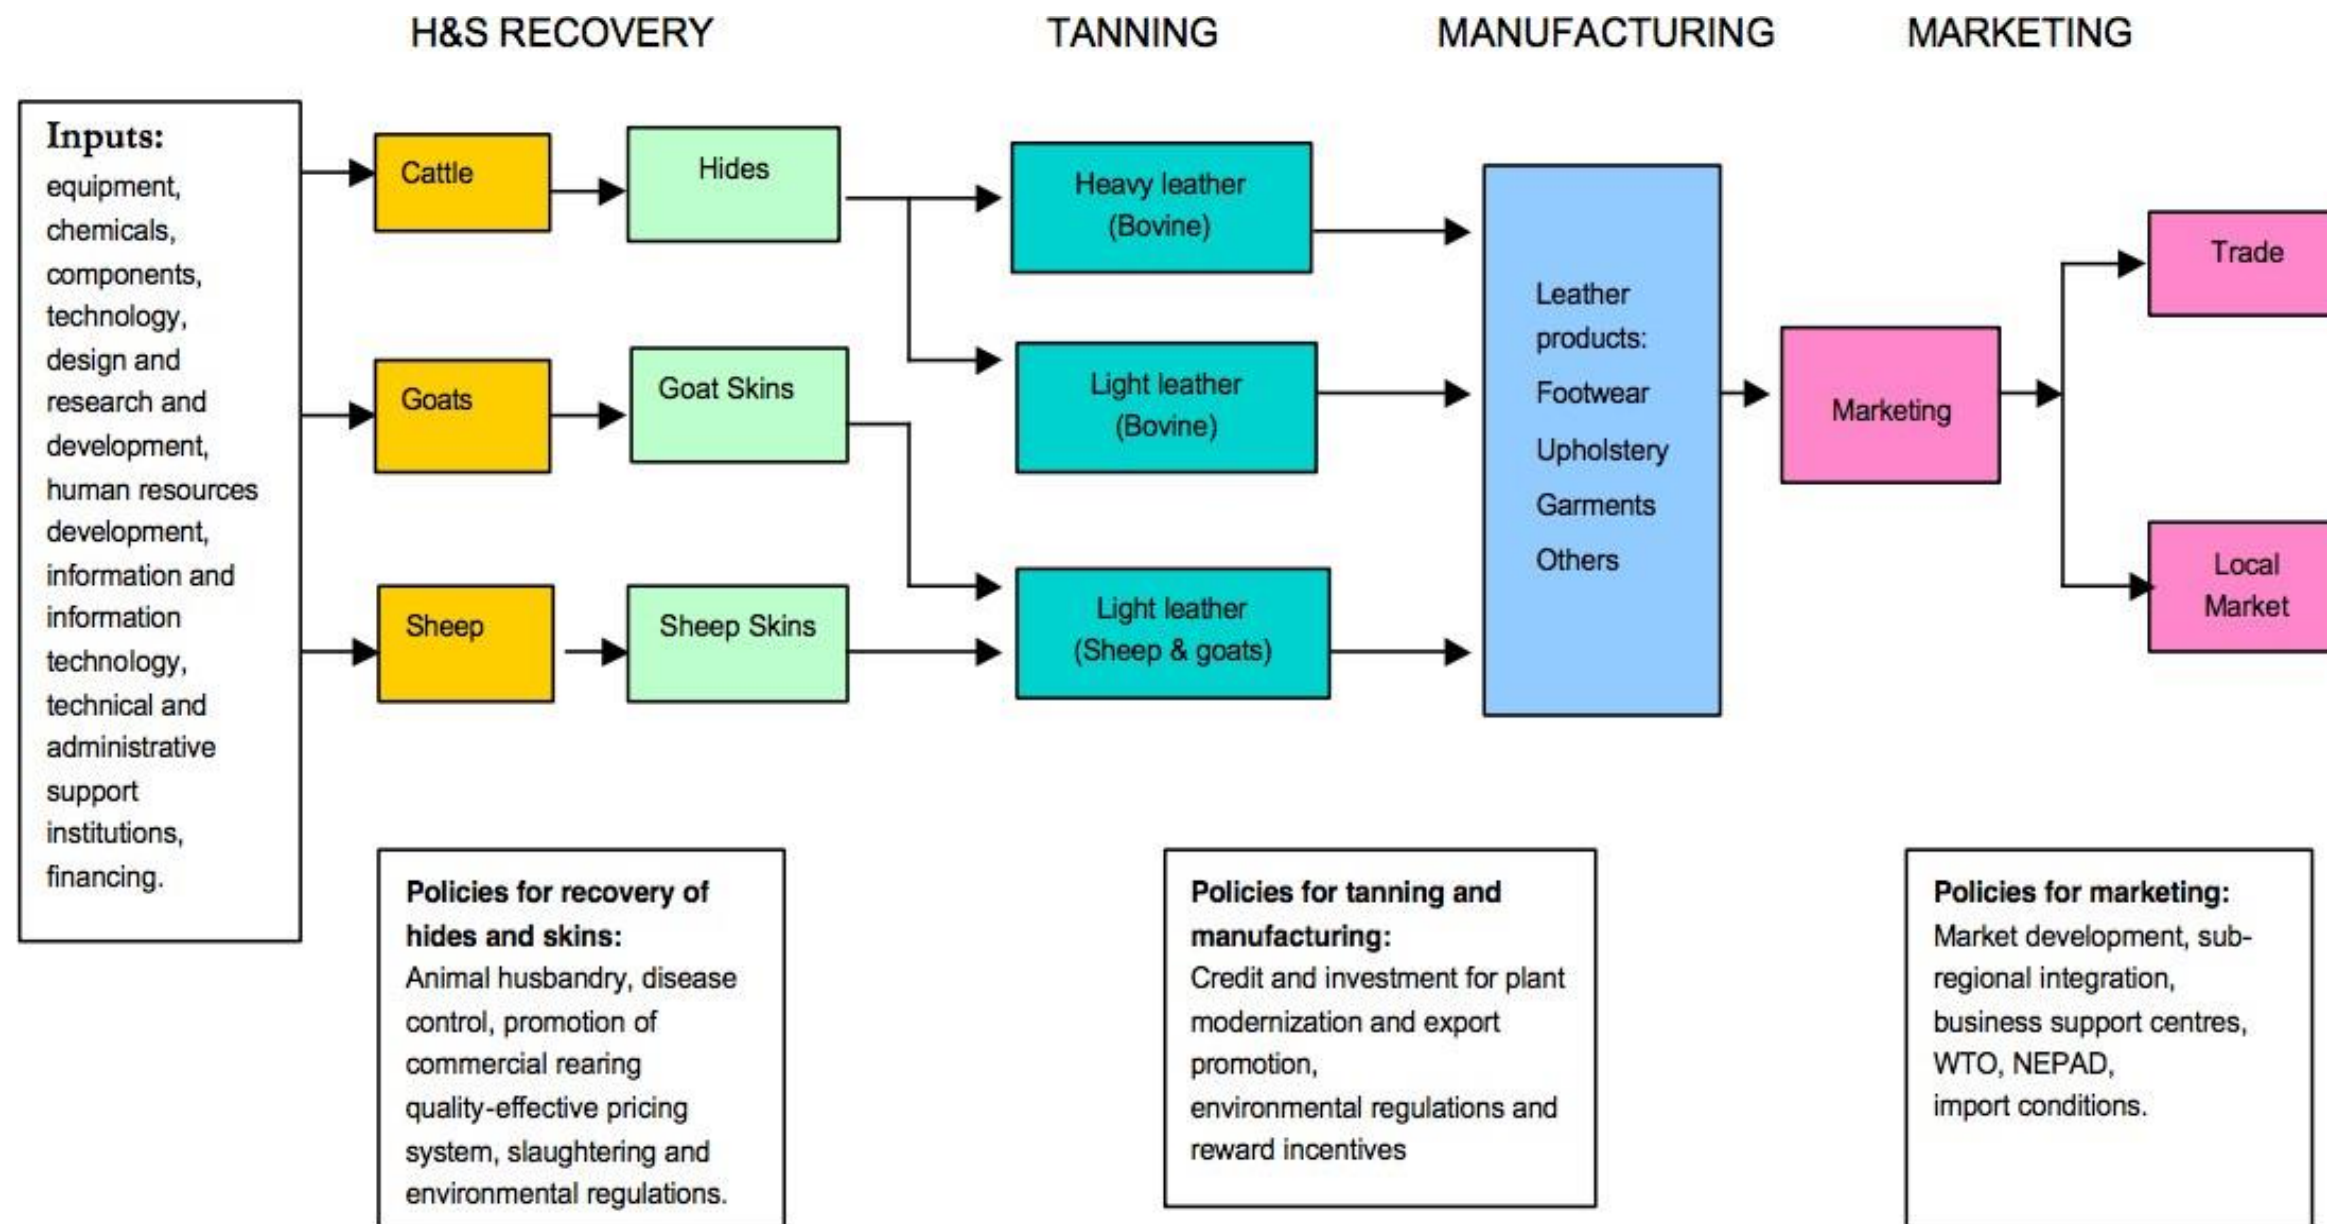 H&S RECOVERY
TANNING
MANUFACTURING
MARKETING
Inputs:
equipment,
chemicals,
components,
technology,
design and
research and
development,
human resources
development,
information and
information
technology,
technical and
administrative
support
institutions,
financing.
Cattle
Hides
Goats
Goat Skins
Sheep
Sheep Skins
Heavy leather
(Bovine)
Light leather
(Bovine)
Light leather
(Sheep & goats)
Leather
products:
Footwear
Upholstery
Garments
Others
Marketing
Trade
Local
Market
Policies for recovery of
hides and skins:
Animal husbandry, disease
control, promotion of
commercial rearing
quality-effective pricing
system, slaughtering and
environmental regulations.
Policies for tanning and
manufacturing:
Credit and investment for plant
modernization and export
promotion,
environmental regulations and
reward incentives
Policies for marketing:
Market development, sub-
regional integration,
business support centres,
WTO, NEPAD,
import conditions.